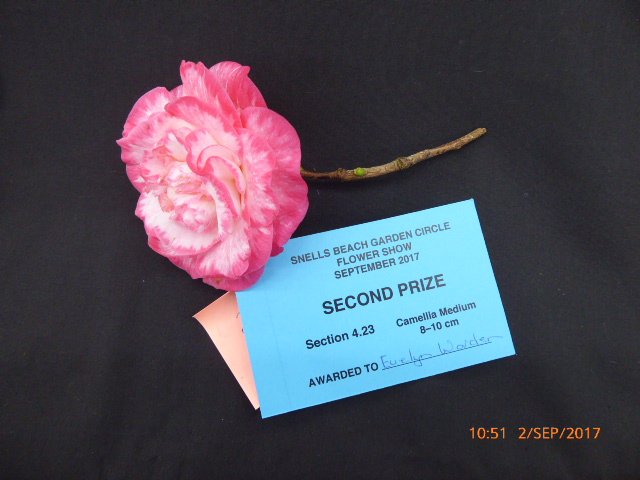 SNELLS BEACH GARDEN CIRCLE
FLOWER SHOW
SEPTEMBER 2017
SECOND PRIZE
Section 4.23 Camellia Medium
8–10 cm
AWARDED TO Evelyn Worden
10:51 2/SEP/2017